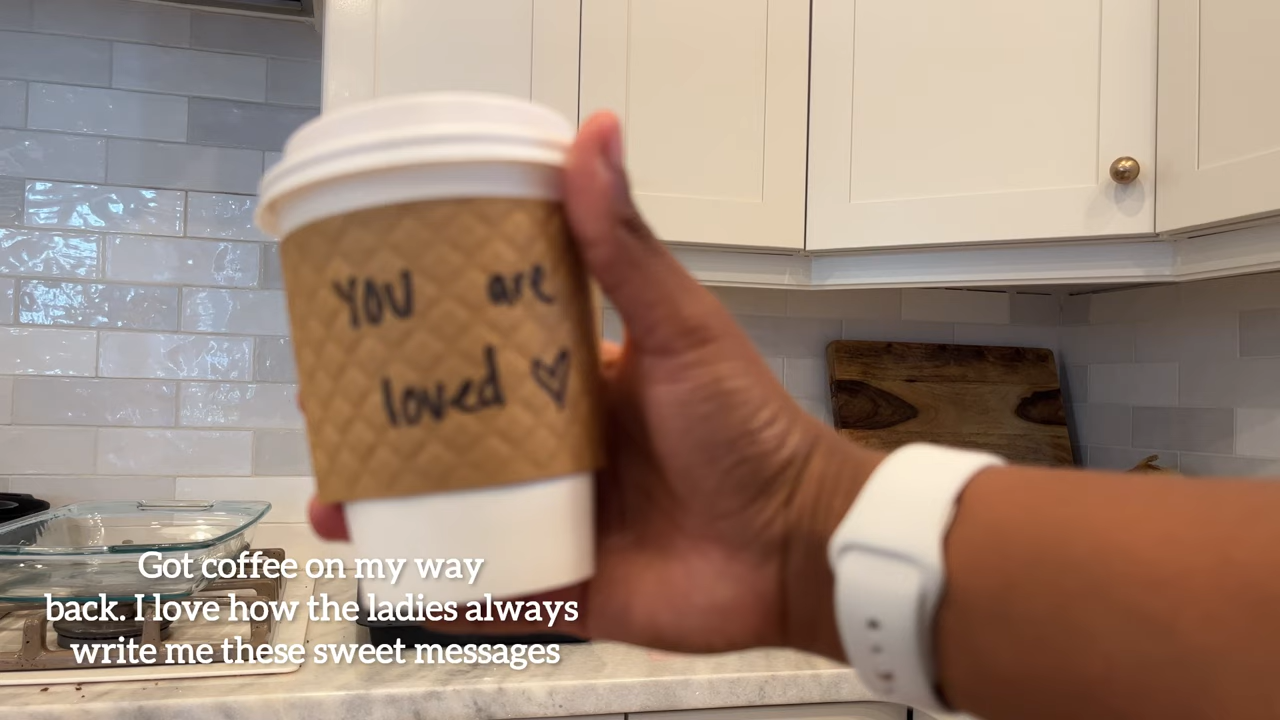 YOU are
loved ♡
Got coffee on my way
back. I love how the ladies always
write me these sweet messages